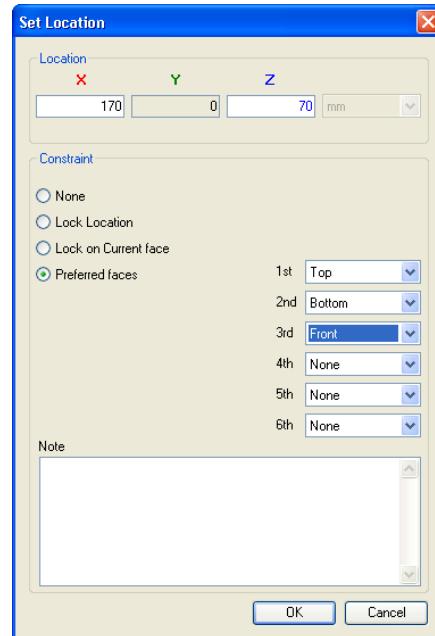 Set Location
Location
X Y Z
170 0 70 mm
Constraint
None
Lock Location
Lock on Current face
Preferred faces
1st Top
2nd Bottom
3rd Front
4th None
5th None
6th None
Note
OK Cancel